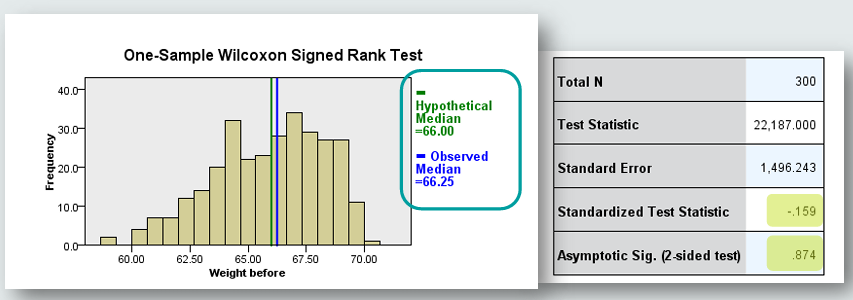 One-Sample Wilcoxon Signed Rank Test
Frequency
40.0
30.0
20.0
10.0
0.0
60.00 62.50 65.00 67.50 70.00
Weight before
Hypothetical
Median
=66.00
Observed
Median
=66.25
Total N 300
Test Statistic 22,187.000
Standard Error 1,496.243
Standardized Test Statistic -.159
Asymptotic Sig. (2-sided test) .874